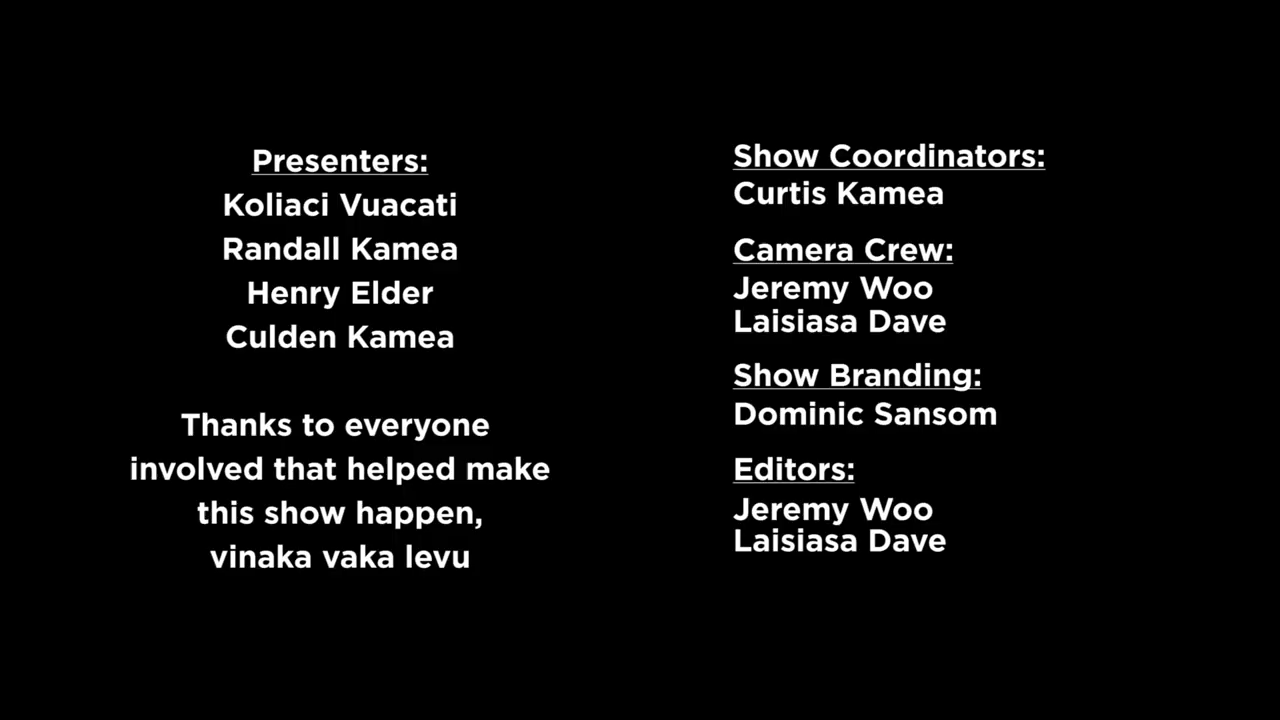 Presenters:
Koliaci Vuacati
Randall Kamea
Henry Elder
Culden Kamea
Thanks to everyone
involved that helped make
this show happen,
vinaka vaka levu
Show Coordinators:
Curtis Kamea
Camera Crew:
Jeremy Woo
Laisiasa Dave
Show Branding:
Dominic Sansom
Editors:
Jeremy Woo
Laisiasa Dave